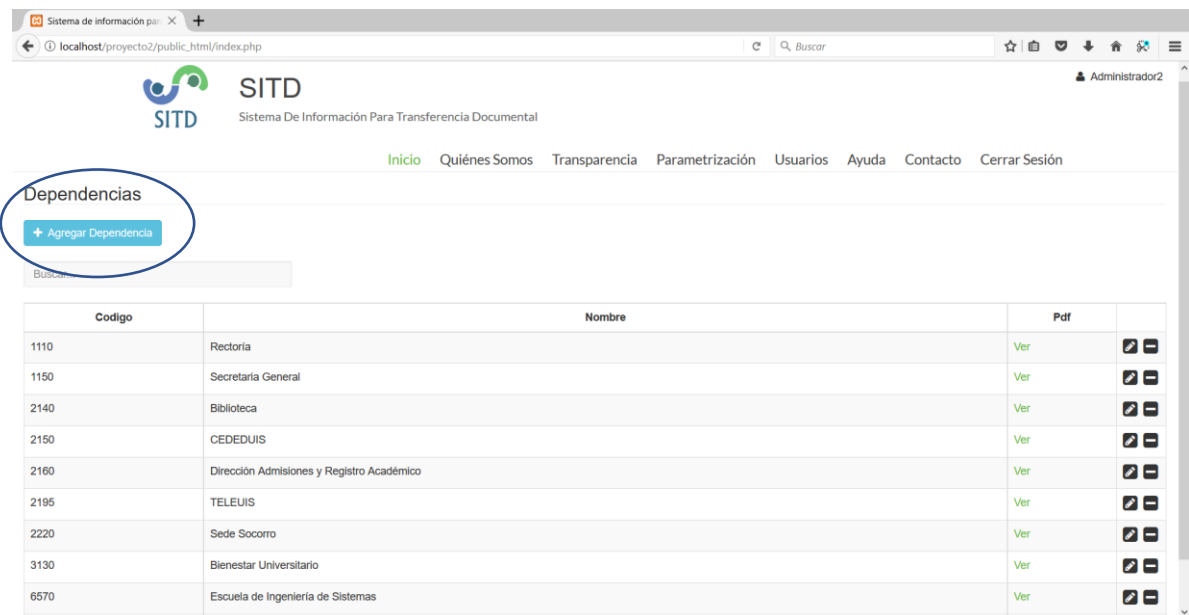 Sistema de información par
localhost/proyecto2/public_html/index.php
Buscar
SITD
SITD
Administrador2
Sistema De Información Para Transferencia Documental
Inicio Quiénes Somos Transparencia Parametrización Usuarios Ayuda Contacto Cerrar Sesión
Dependencias
+ Agregar Dependencia
Buscar...
Codigo Nombre Pdf
1110 Rectoría Ver
1150 Secretaria General Ver
2140 Biblioteca Ver
2150 CEDEDUIS Ver
2160 Dirección Admisiones y Registro Académico Ver
2195 TELEUIS Ver
2220 Sede Socorro Ver
3130 Bienestar Universitario Ver
6570 Escuela de Ingeniería de Sistemas Ver